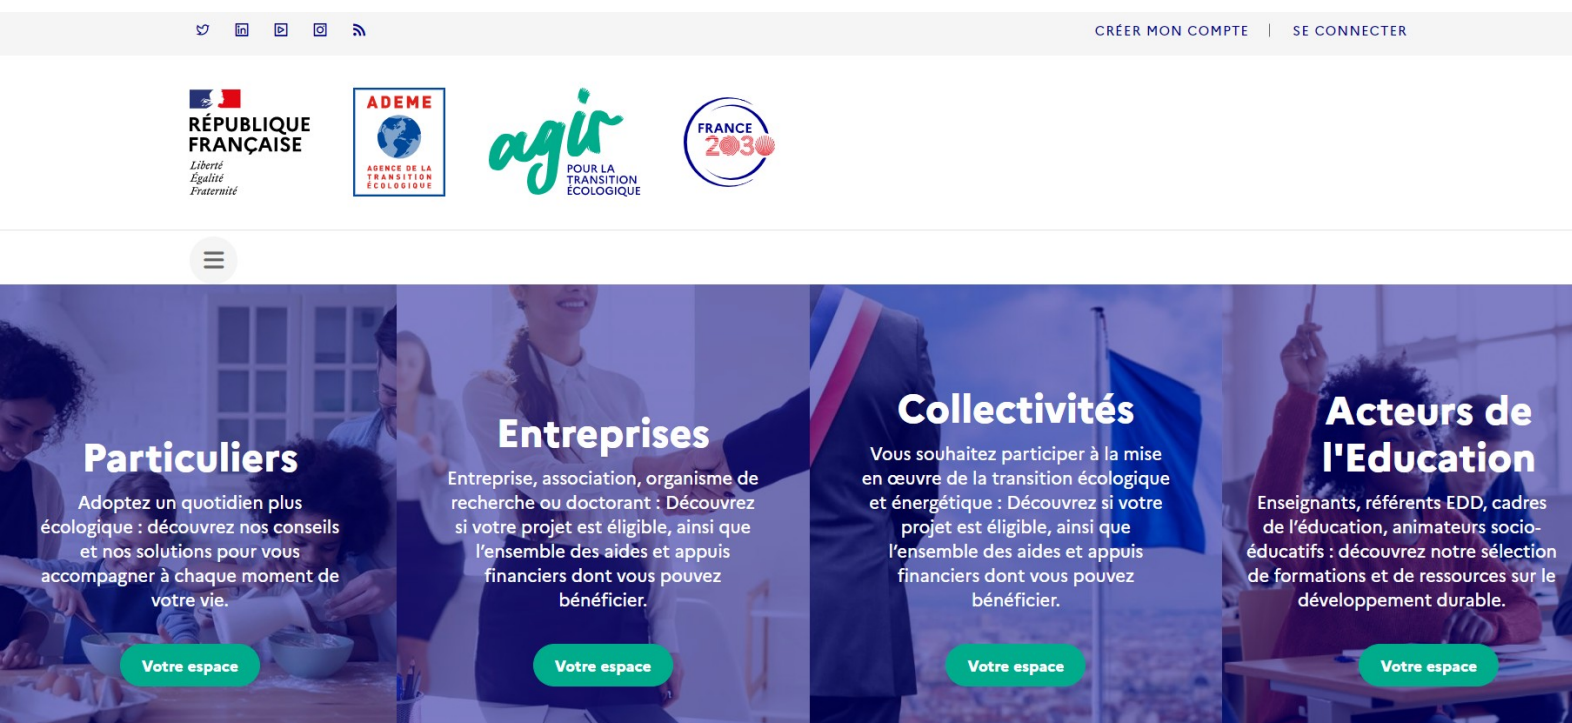 CRÉER MON COMPTE
SE CONNECTER
RÉPUBLIQUE
FRANÇAISE
Liberté
Égalité
Fraternité
ADEME
AGENCE DE LA
TRANSITION
ÉCOLOGIQUE
agir
POUR LA
TRANSITION
ÉCOLOGIQUE
FRANCE
2030
Particuliers
Adoptez un quotidien plus
écologique : découvrez nos conseils
et nos solutions pour vous
accompagner à chaque moment de
votre vie.
Votre espace
Entreprises
Entreprise, association, organisme de
recherche ou doctorant : Découvrez
si votre projet est éligible, ainsi que
l’ensemble des aides et appuis
financiers dont vous pouvez
bénéficier.
Votre espace
Collectivités
Vous souhaitez participer à la mise
en œuvre de la transition écologique
et énergétique : Découvrez si votre
projet est éligible, ainsi que
l’ensemble des aides et appuis
financiers dont vous pouvez
bénéficier.
Votre espace
Acteurs de
l'Education
Enseignants, référents EDD, cadres
de l’éducation, animateurs socio-
éducatifs : découvrez notre sélection
de formations et de ressources sur le
développement durable.
Votre espace